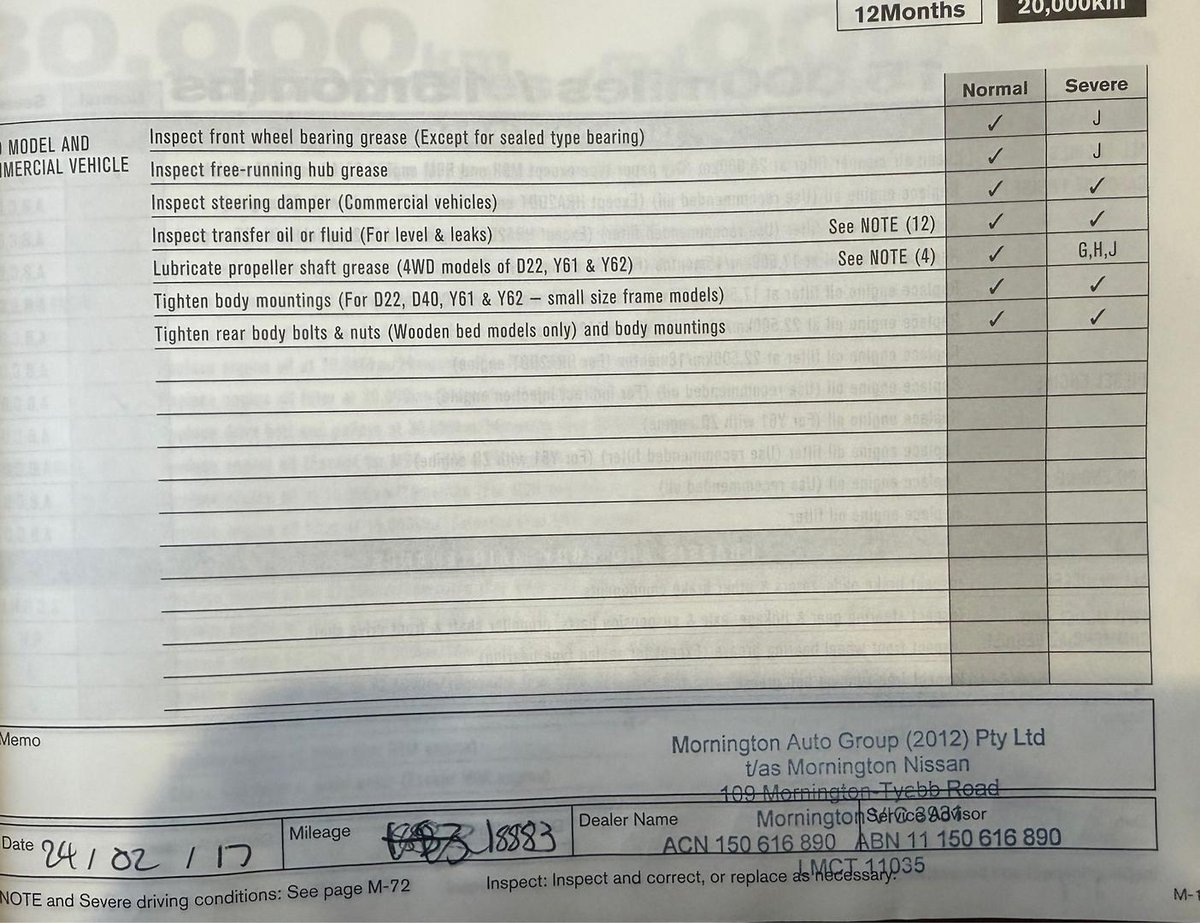 12Months 20,000km
Normal Severe
MODEL AND
MERCIAL VEHICLE
Inspect front wheel bearing grease (Except for sealed type bearing) ✓ J
Inspect free-running hub grease ✓ J
Inspect steering damper (Commercial vehicles) ✓ ✓
Inspect transfer oil or fluid (For level & leaks) See NOTE (12) ✓ ✓
Lubricate propeller shaft grease (4WD models of D22, Y61 & Y62) See NOTE (4) ✓ G,H,J
Tighten body mountings (For D22, D40, Y61 & Y62 – small size frame models) ✓ ✓
Tighten rear body bolts & nuts (Wooden bed models only) and body mountings ✓ ✓
Memo
Mornington Auto Group (2012) Pty Ltd
t/as Mornington Nissan
109 Mornington-Tyabb Road
Mornington VIC 3931
ACN 150 616 890 ABN 11 150 616 890
LMCT 11035
Date 24 / 02 / 17
Mileage 18883
Dealer Name
Service Advisor
NOTE and Severe driving conditions: See page M-72
Inspect: Inspect and correct, or replace as necessary.